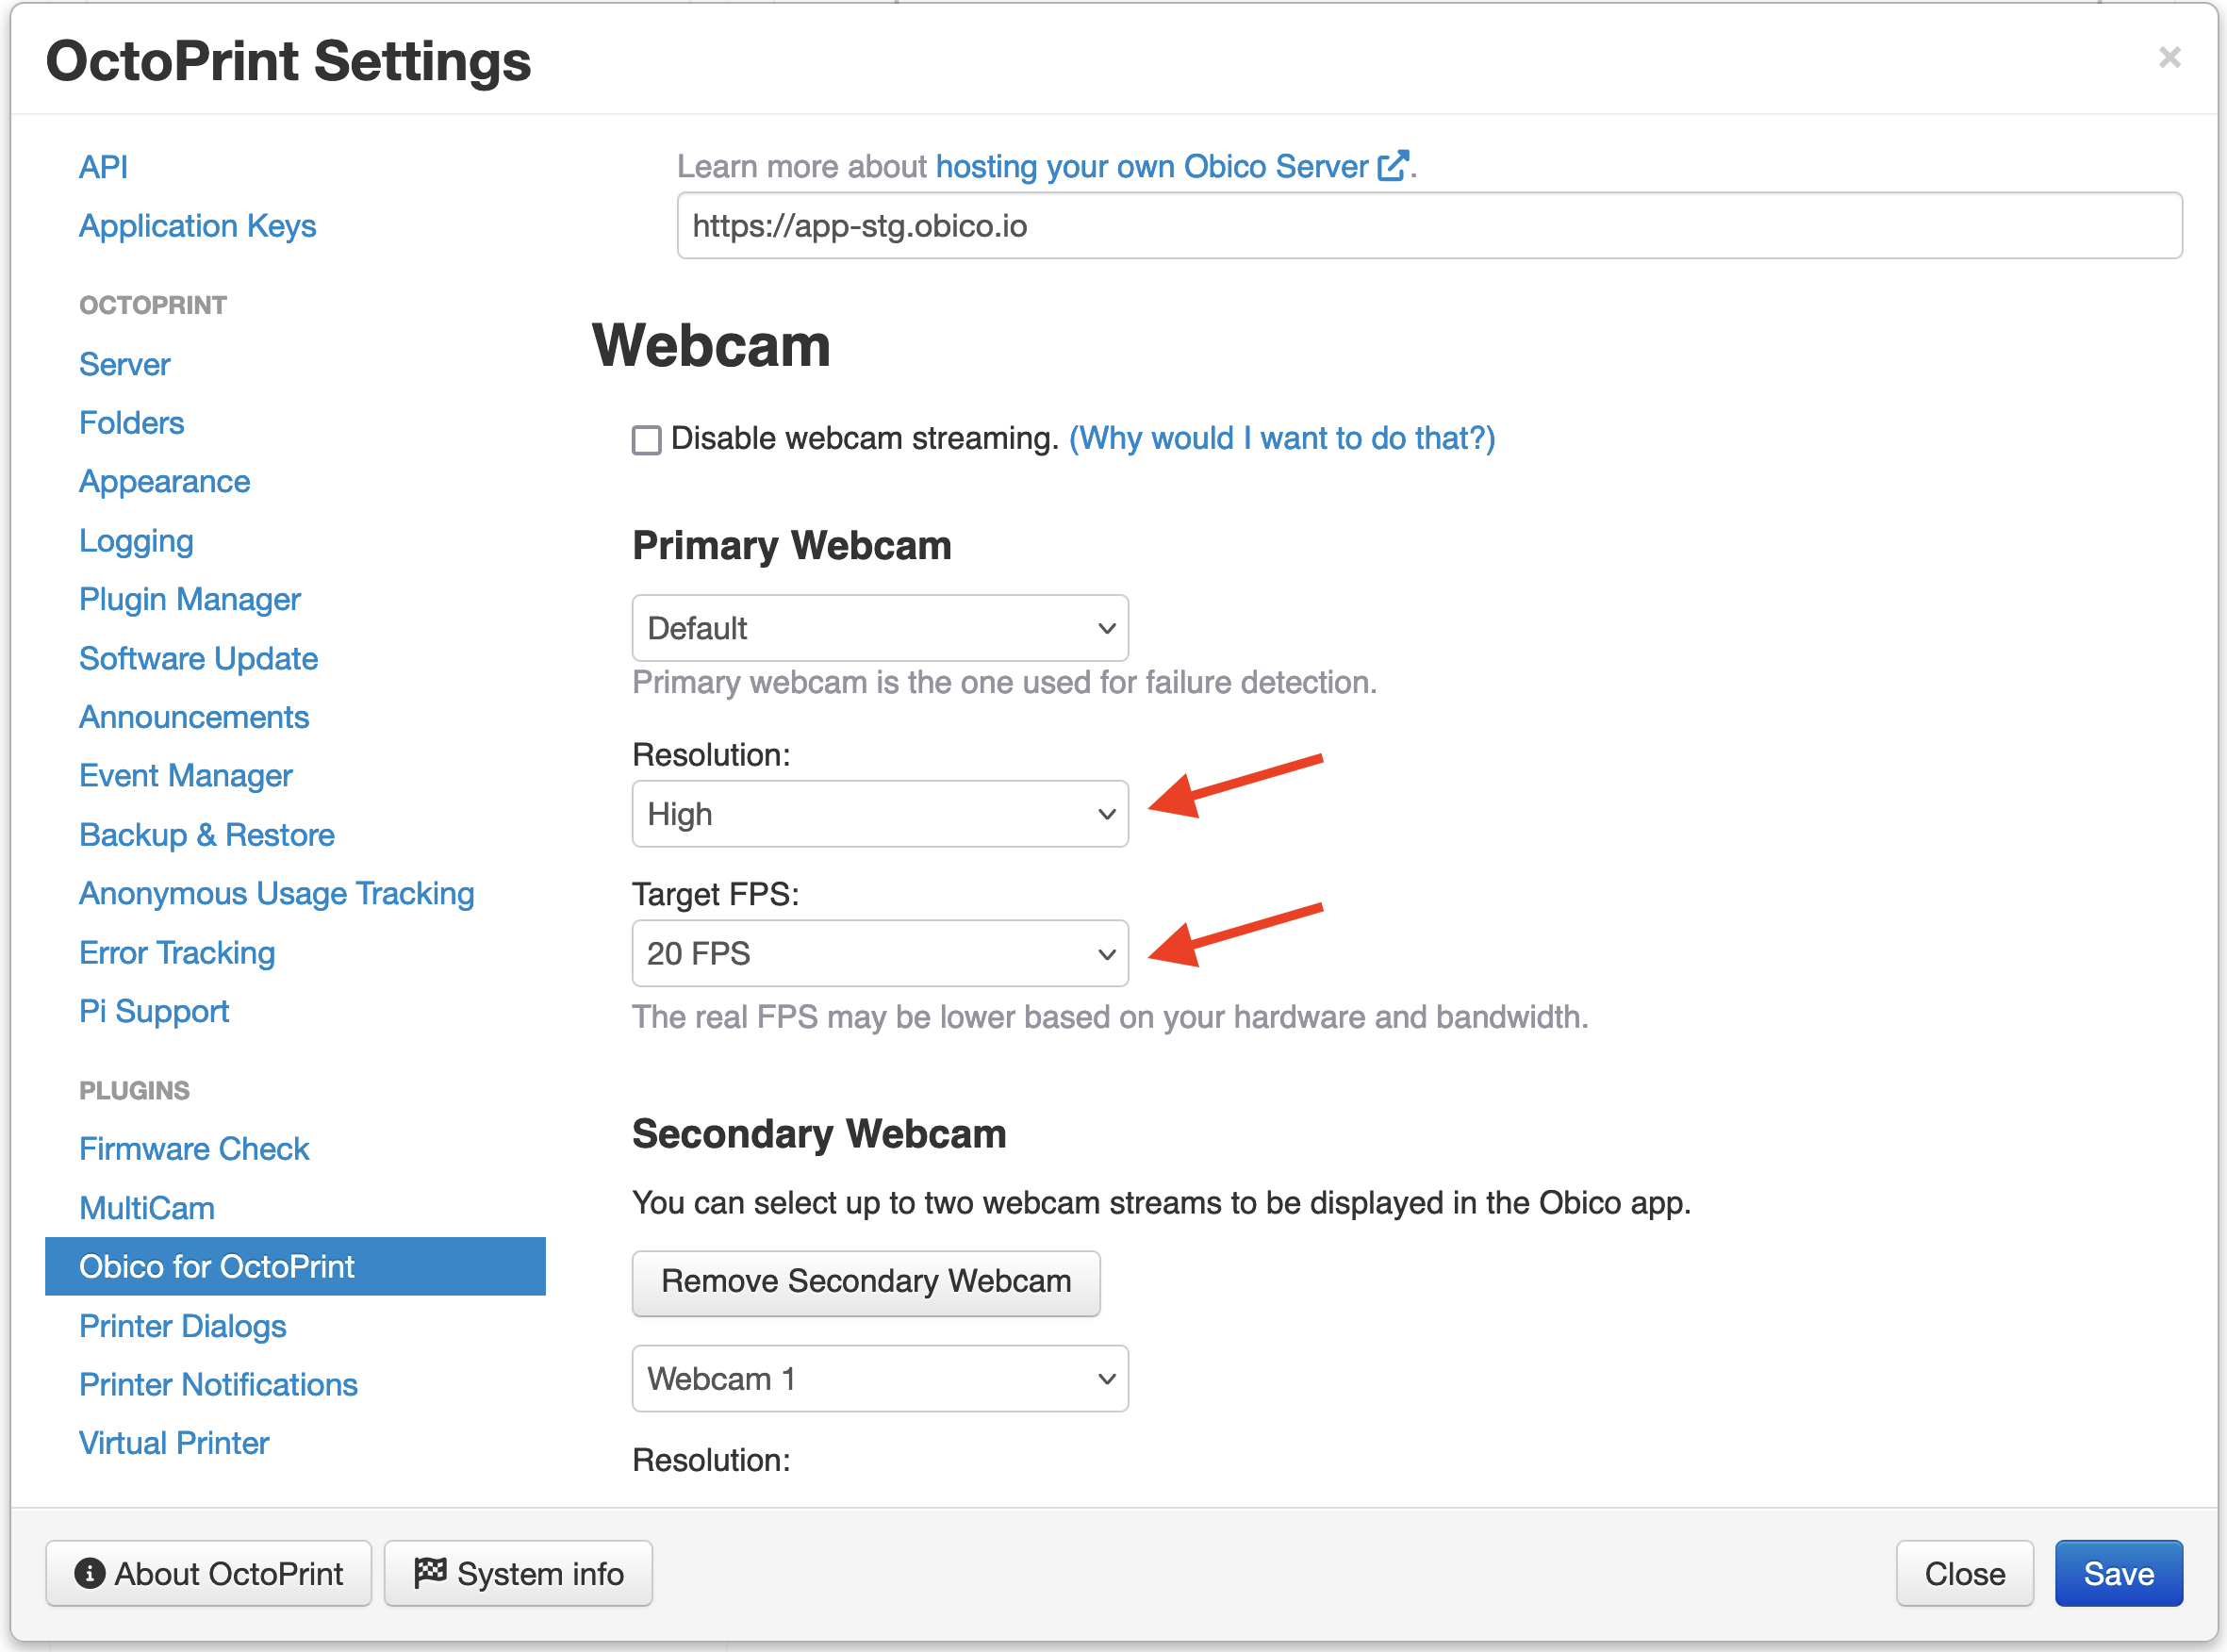 OctoPrint Settings
×
API
Application Keys
OCTOPRINT
Server
Folders
Appearance
Logging
Plugin Manager
Software Update
Announcements
Event Manager
Backup & Restore
Anonymous Usage Tracking
Error Tracking
Pi Support
PLUGINS
Firmware Check
MultiCam
Obico for OctoPrint
Printer Dialogs
Printer Notifications
Virtual Printer
Learn more about hosting your own Obico Server.
https://app-stg.obico.io
Webcam
Disable webcam streaming. (Why would I want to do that?)
Primary Webcam
Default
Primary webcam is the one used for failure detection.
Resolution:
High
Target FPS:
20 FPS
The real FPS may be lower based on your hardware and bandwidth.
Secondary Webcam
You can select up to two webcam streams to be displayed in the Obico app.
Remove Secondary Webcam
Webcam 1
Resolution:
About OctoPrint
System info
Close
Save